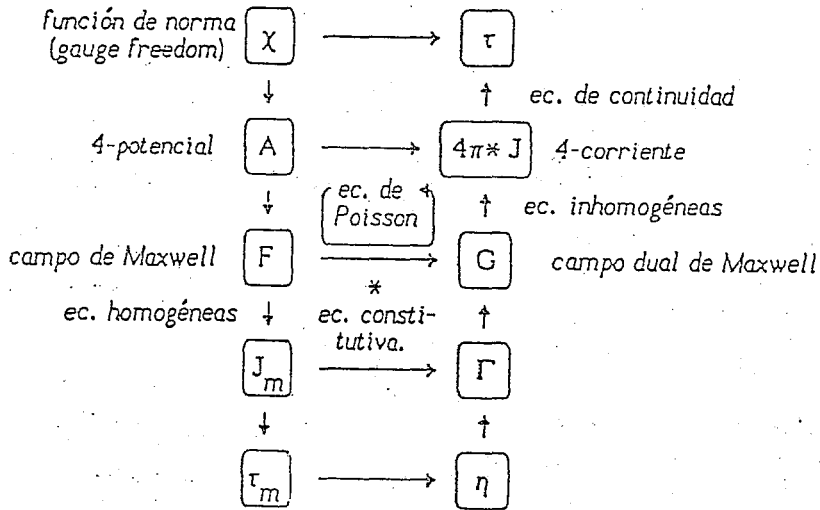 función de norma
(gauge freedom)
χ
τ
ec. de continuidad
4-potencial
A
4π* J
4-corriente
ec. de
Poisson
ec. inhomogéneas
campo de Maxwell
F
G
campo dual de Maxwell
*
ec. homogéneas
ec. consti-
tutiva.
J_m
Γ
τ_m
η